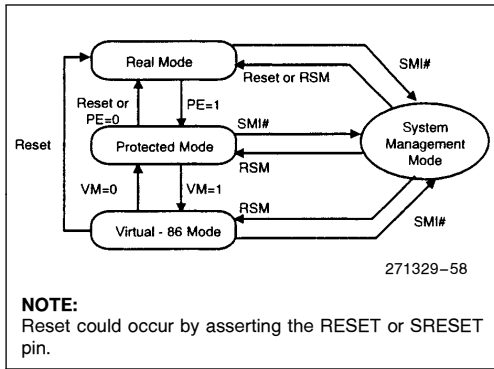 Real Mode
SMI#
Reset or RSM
Reset or
PE=0
PE=1
SMI#
System
Management
Mode
Reset
Protected Mode
RSM
VM=0
VM=1
RSM
Virtual - 86 Mode
SMI#
271329–58
NOTE:
Reset could occur by asserting the RESET or SRESET
pin.